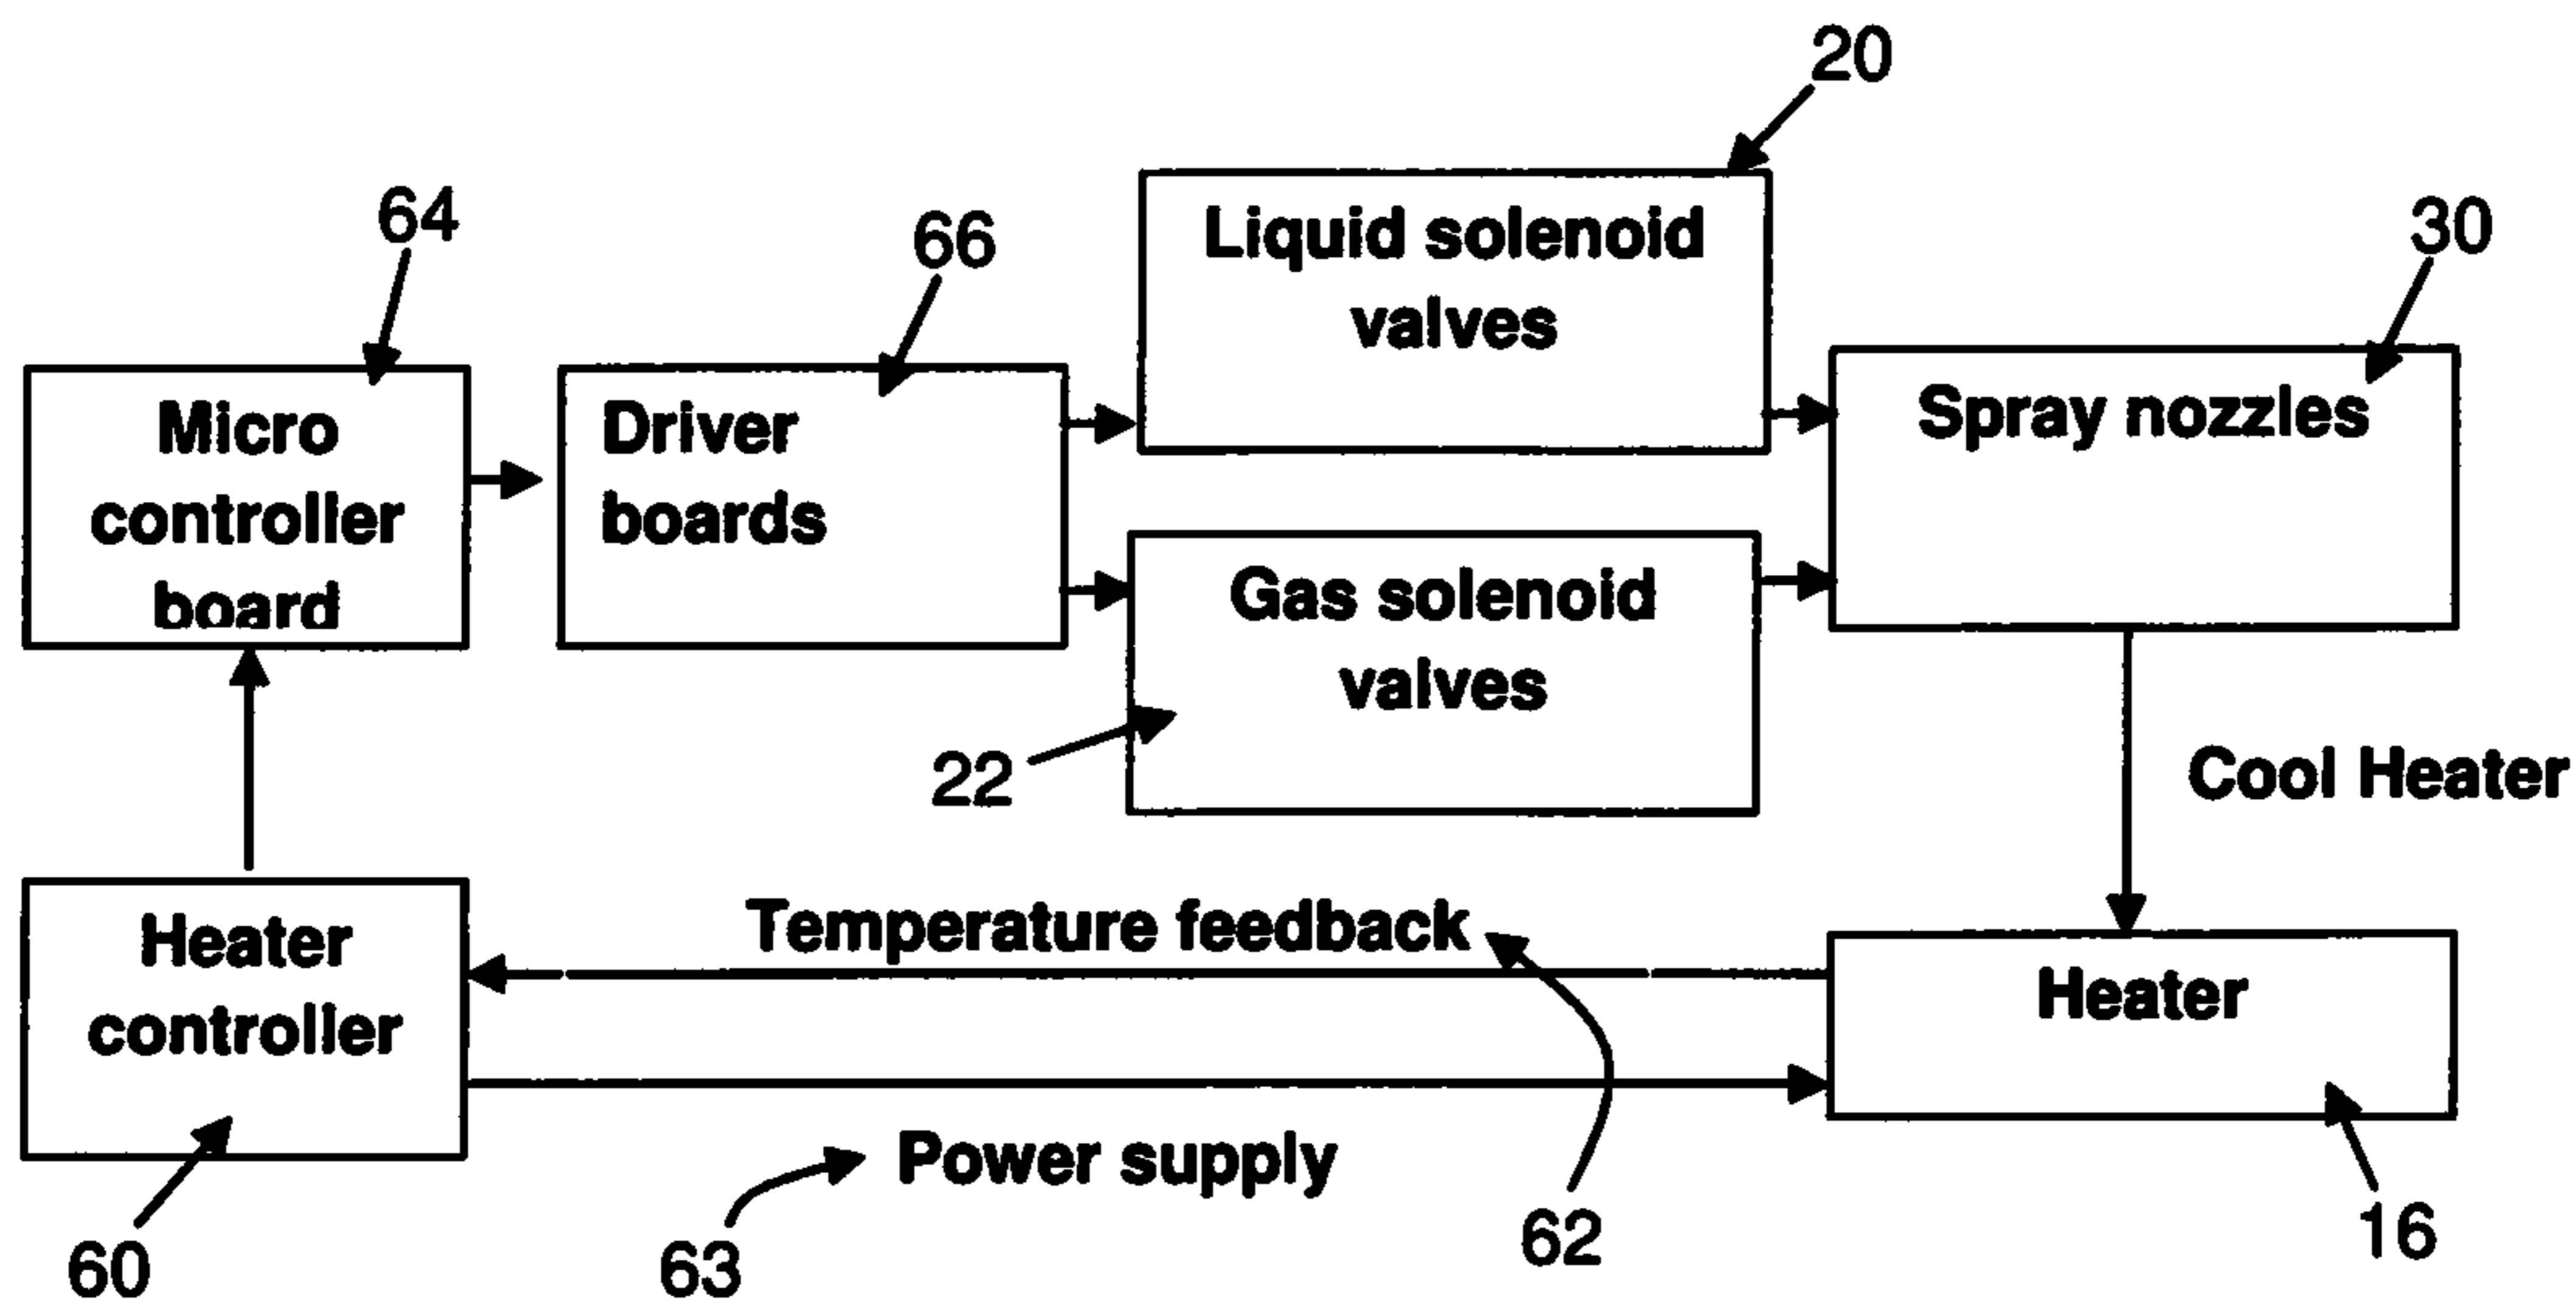 20
64
66
30
Liquid solenoid
valves
Micro
controller
board
Driver
boards
Spray nozzles
Gas solenoid
valves
22
Cool Heater
Heater
controller
Temperature feedback
Heater
Power supply
60
63
62
16